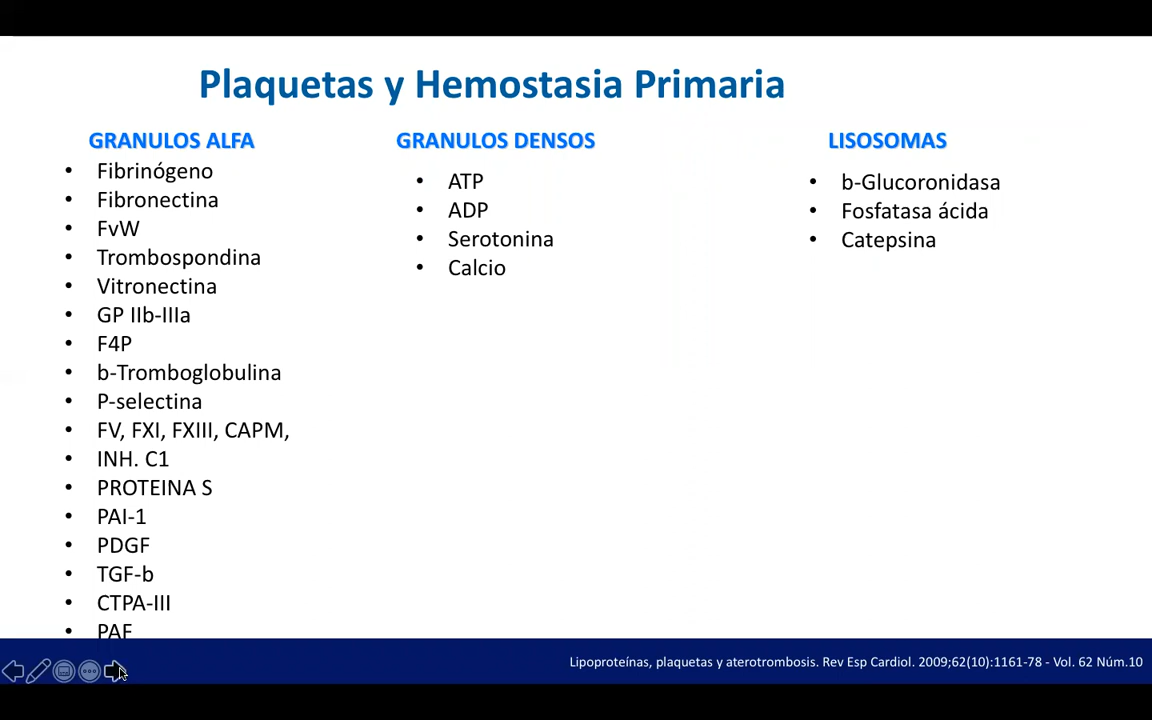 Plaquetas y Hemostasia Primaria
GRANULOS ALFA
• Fibrinógeno
• Fibronectina
• FvW
• Trombospondina
• Vitronectina
• GP IIb-IIIa
• F4P
• b-Tromboglobulina
• P-selectina
• FV, FXI, FXIII, CAPM,
• INH. C1
• PROTEINA S
• PAI-1
• PDGF
• TGF-b
• CTPA-III
• PAF
GRANULOS DENSOS
• ATP
• ADP
• Serotonina
• Calcio
LISOSOMAS
• b-Glucoronidasa
• Fosfatasa ácida
• Catepsina
Lipoproteínas, plaquetas y aterotrombosis. Rev Esp Cardiol. 2009;62(10):1161-78 - Vol. 62 Núm.10